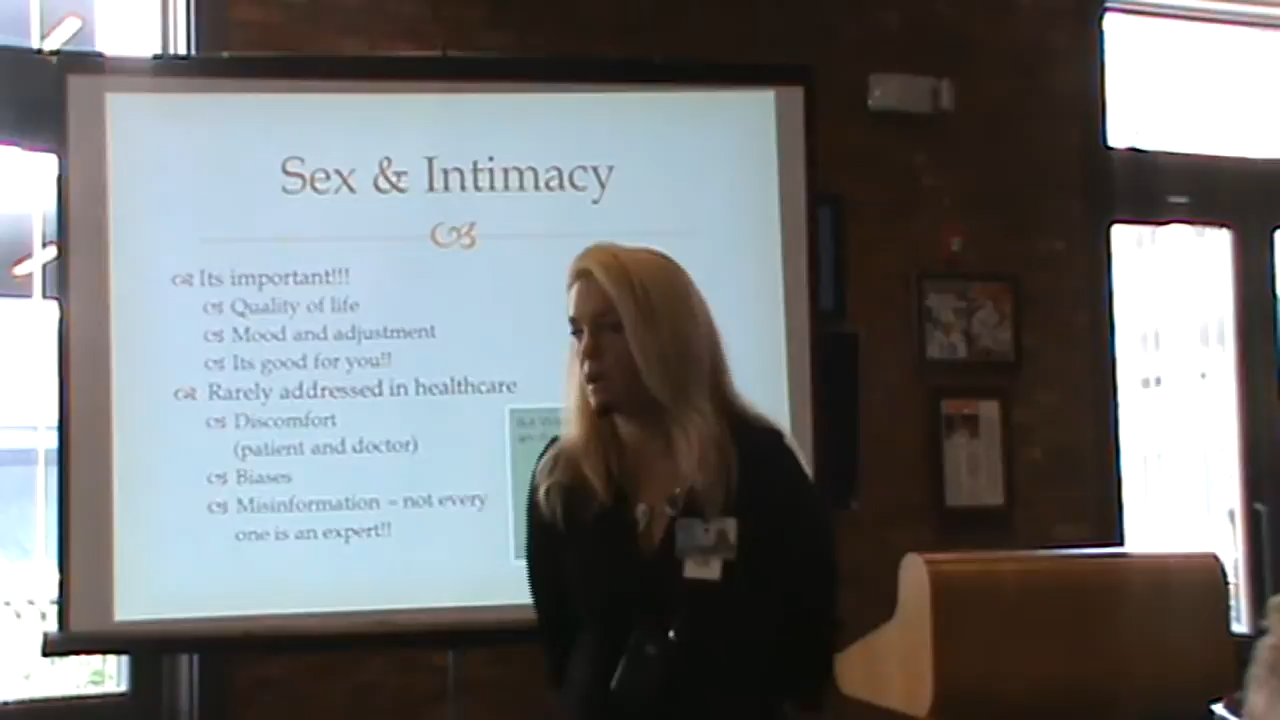 Sex & Intimacy
Its important!!!
Quality of life
Mood and adjustment
Its good for you!!
Rarely addressed in healthcare
Discomfort
(patient and doctor)
Biases
Misinformation – not every
one is an expert!!